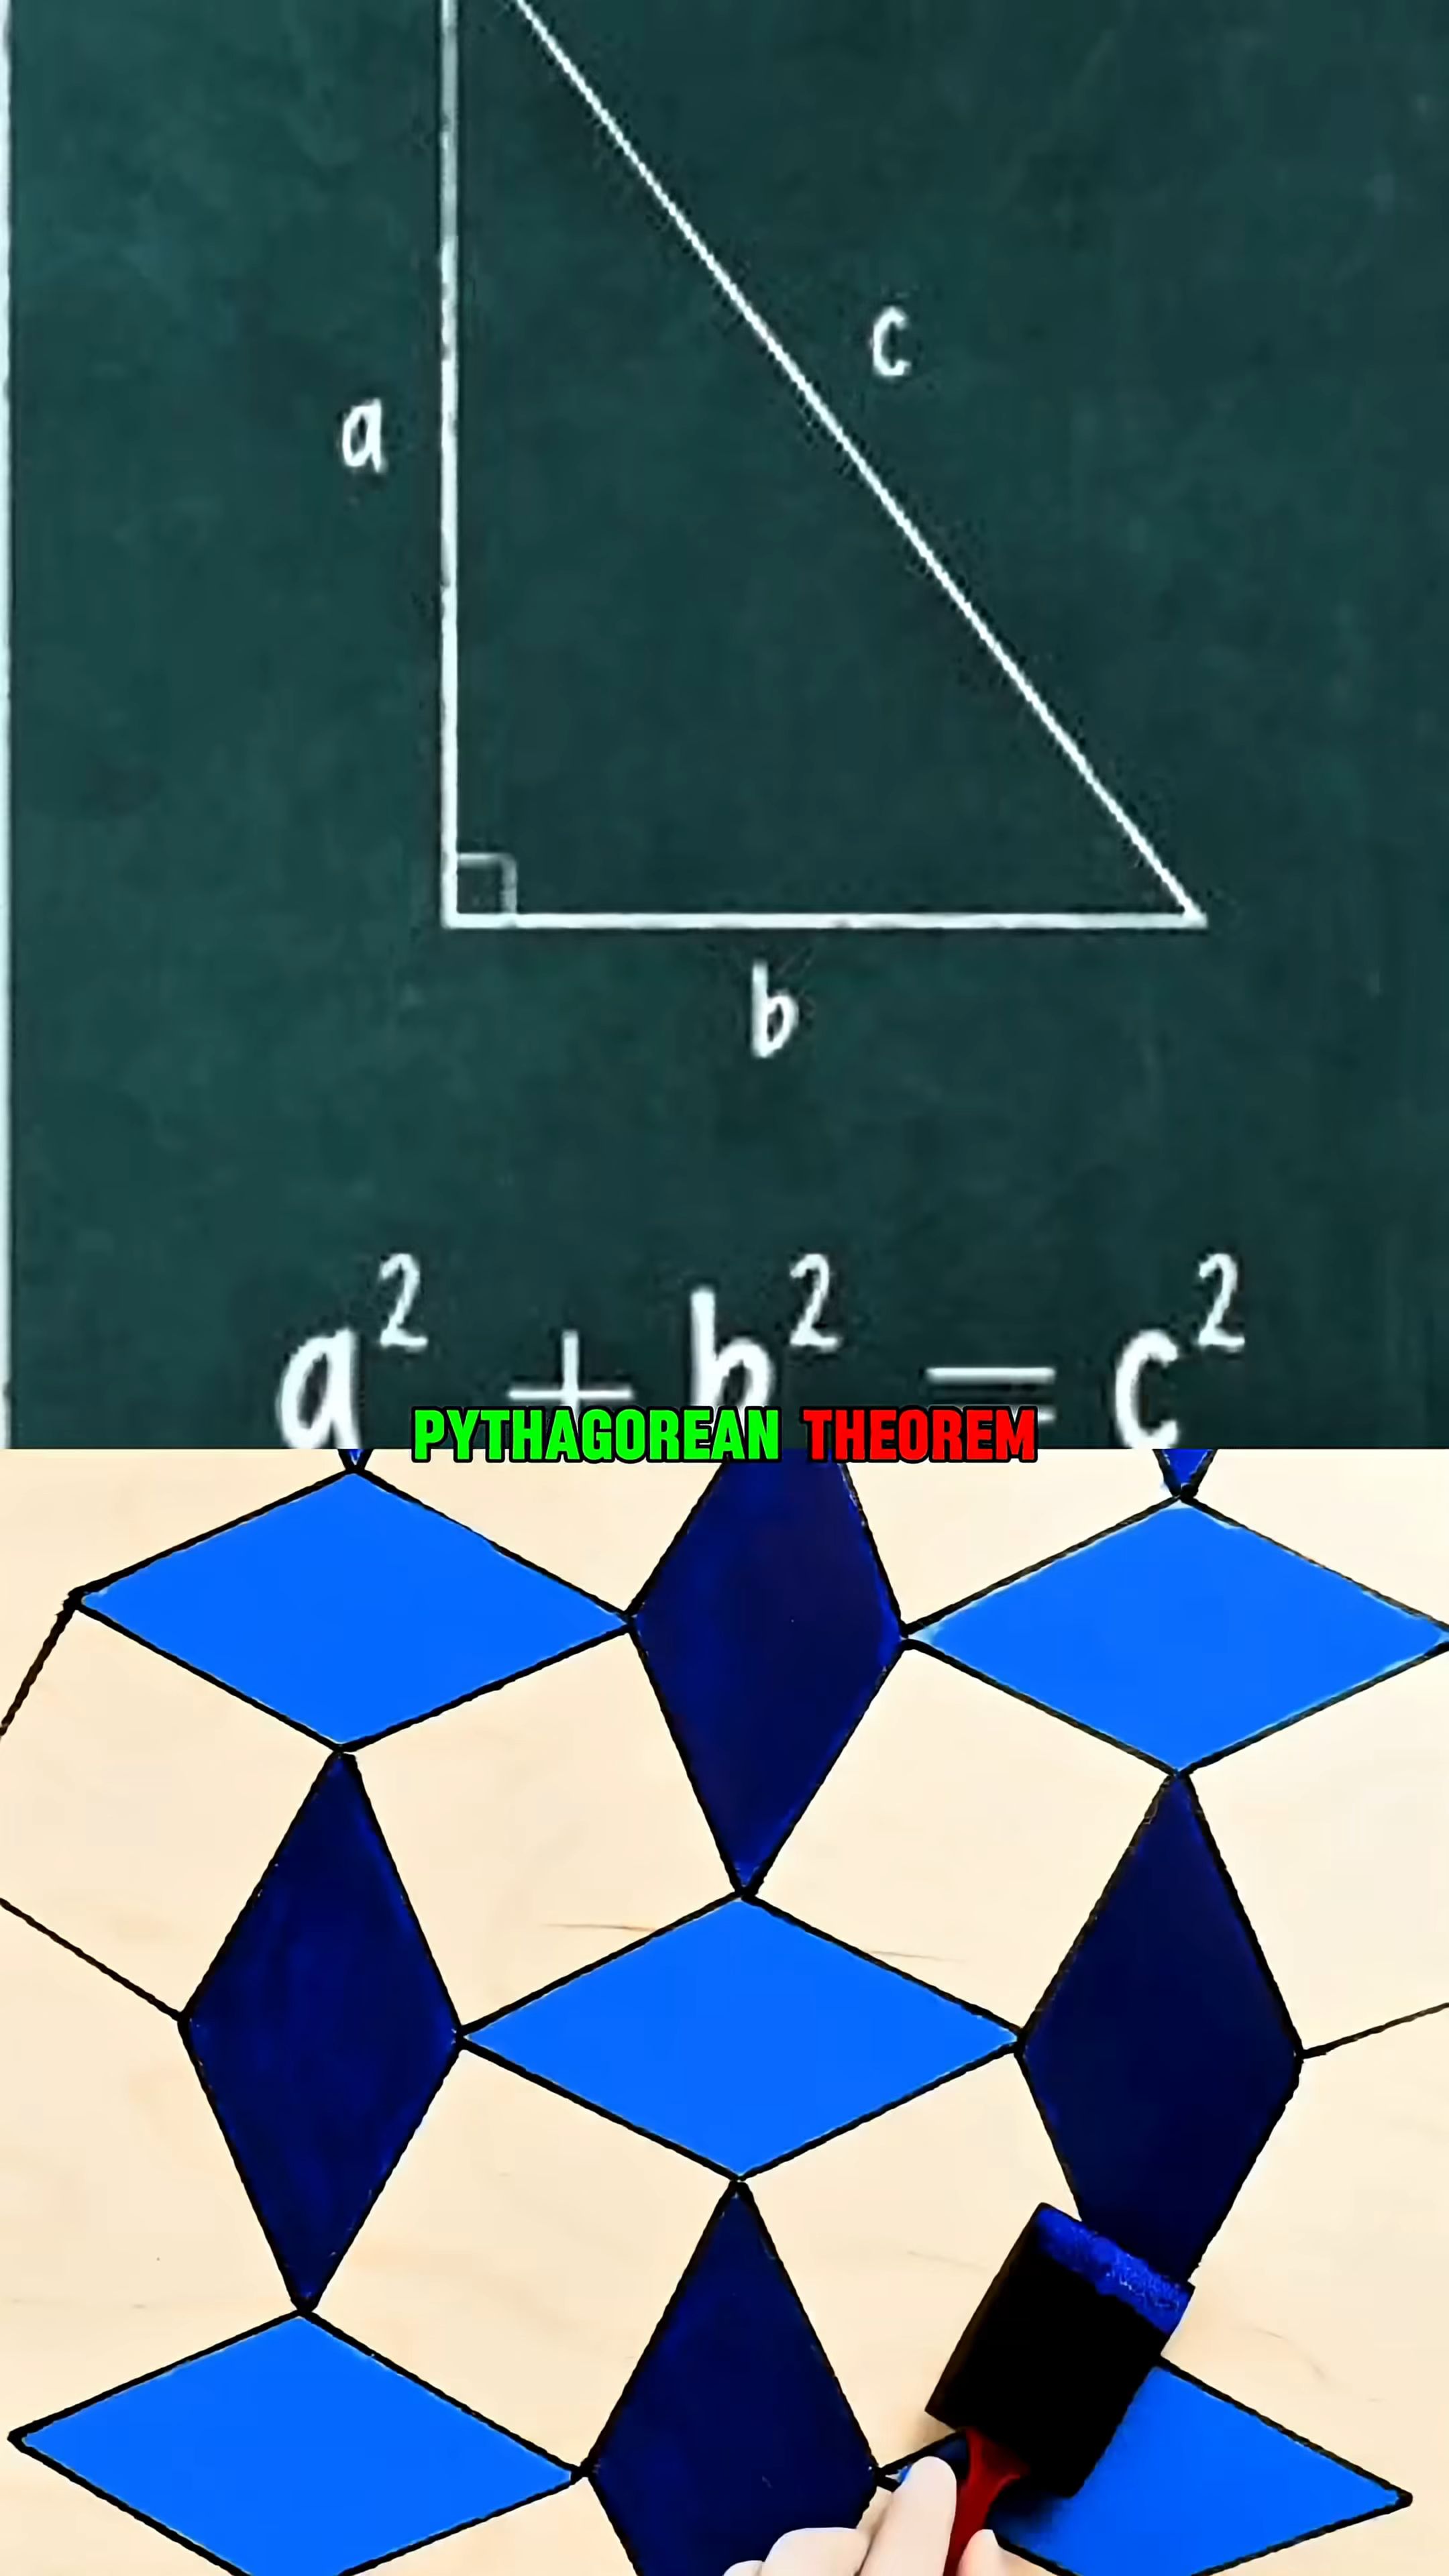 c
a
b
a² + b² = c²
PYTHAGOREAN THEOREM